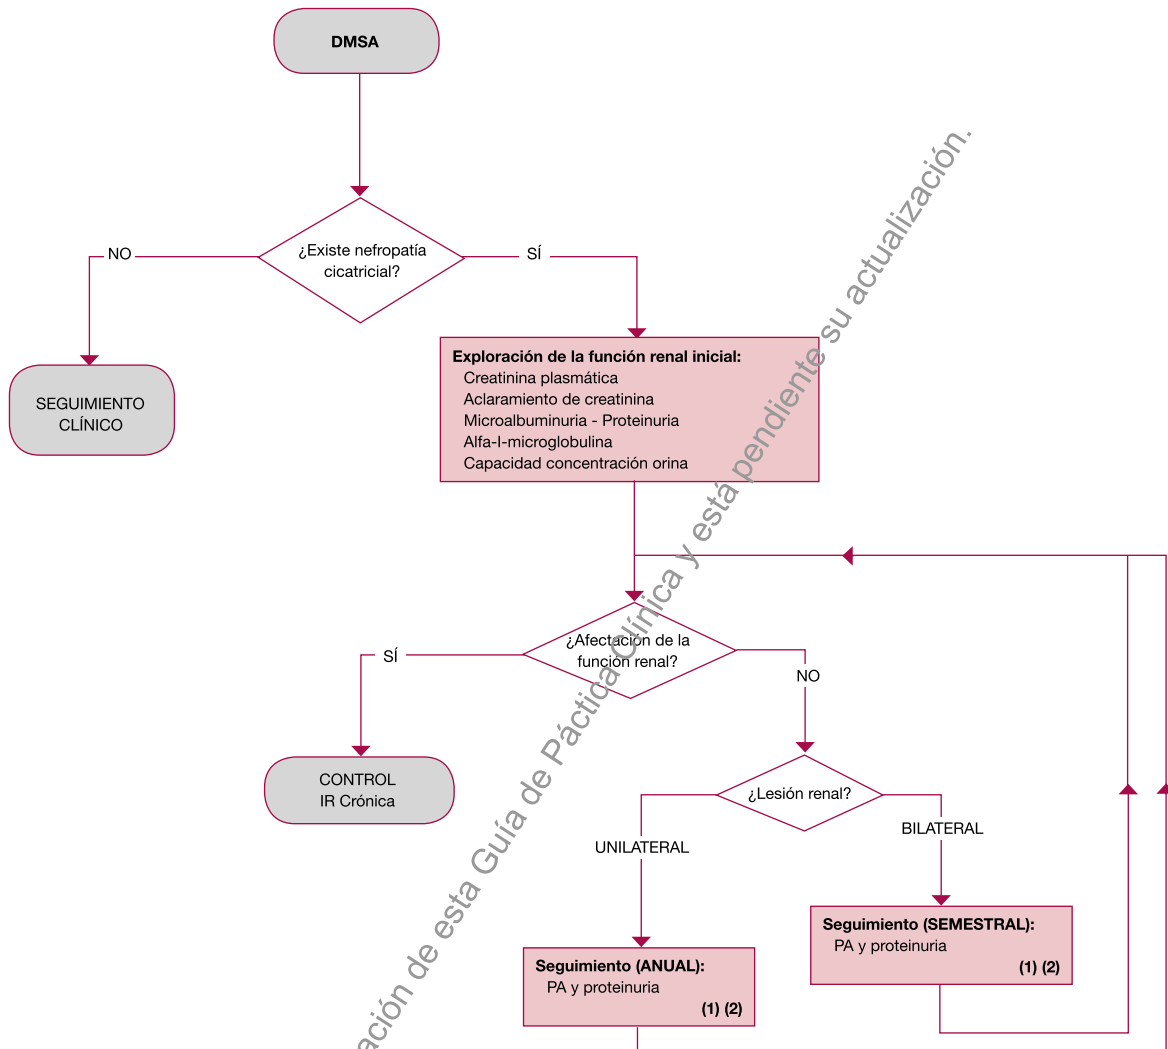 DMSA
¿Existe nefropatía
cicatricial?
NO
SÍ
SEGUIMIENTO
CLÍNICO
Exploración de la función renal inicial:
Creatinina plasmática
Aclaramiento de creatinina
Microalbuminuria - Proteinuria
Alfa-I-microglobulina
Capacidad concentración orina
¿Afectación de la
función renal?
SÍ
NO
CONTROL
IR Crónica
¿Lesión renal?
UNILATERAL
BILATERAL
Seguimiento (SEMESTRAL):
PA y proteinuria
(1) (2)
Seguimiento (ANUAL):
PA y proteinuria
(1) (2)
de esta Guía de Páctica Clínica y está pendiente su actualización.